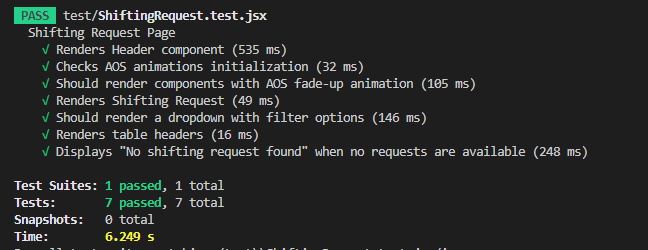 PASS test/ShiftingRequest.test.jsx
Shifting Request Page
√ Renders Header component (535 ms)
√ Checks AOS animations initialization (32 ms)
√ Should render components with AOS fade-up animation (105 ms)
√ Renders Shifting Request (49 ms)
√ Should render a dropdown with filter options (146 ms)
√ Renders table headers (16 ms)
√ Displays "No shifting request found" when no requests are available (248 ms)
Test Suites: 1 passed, 1 total
Tests: 7 passed, 7 total
Snapshots: 0 total
Time: 6.249 s